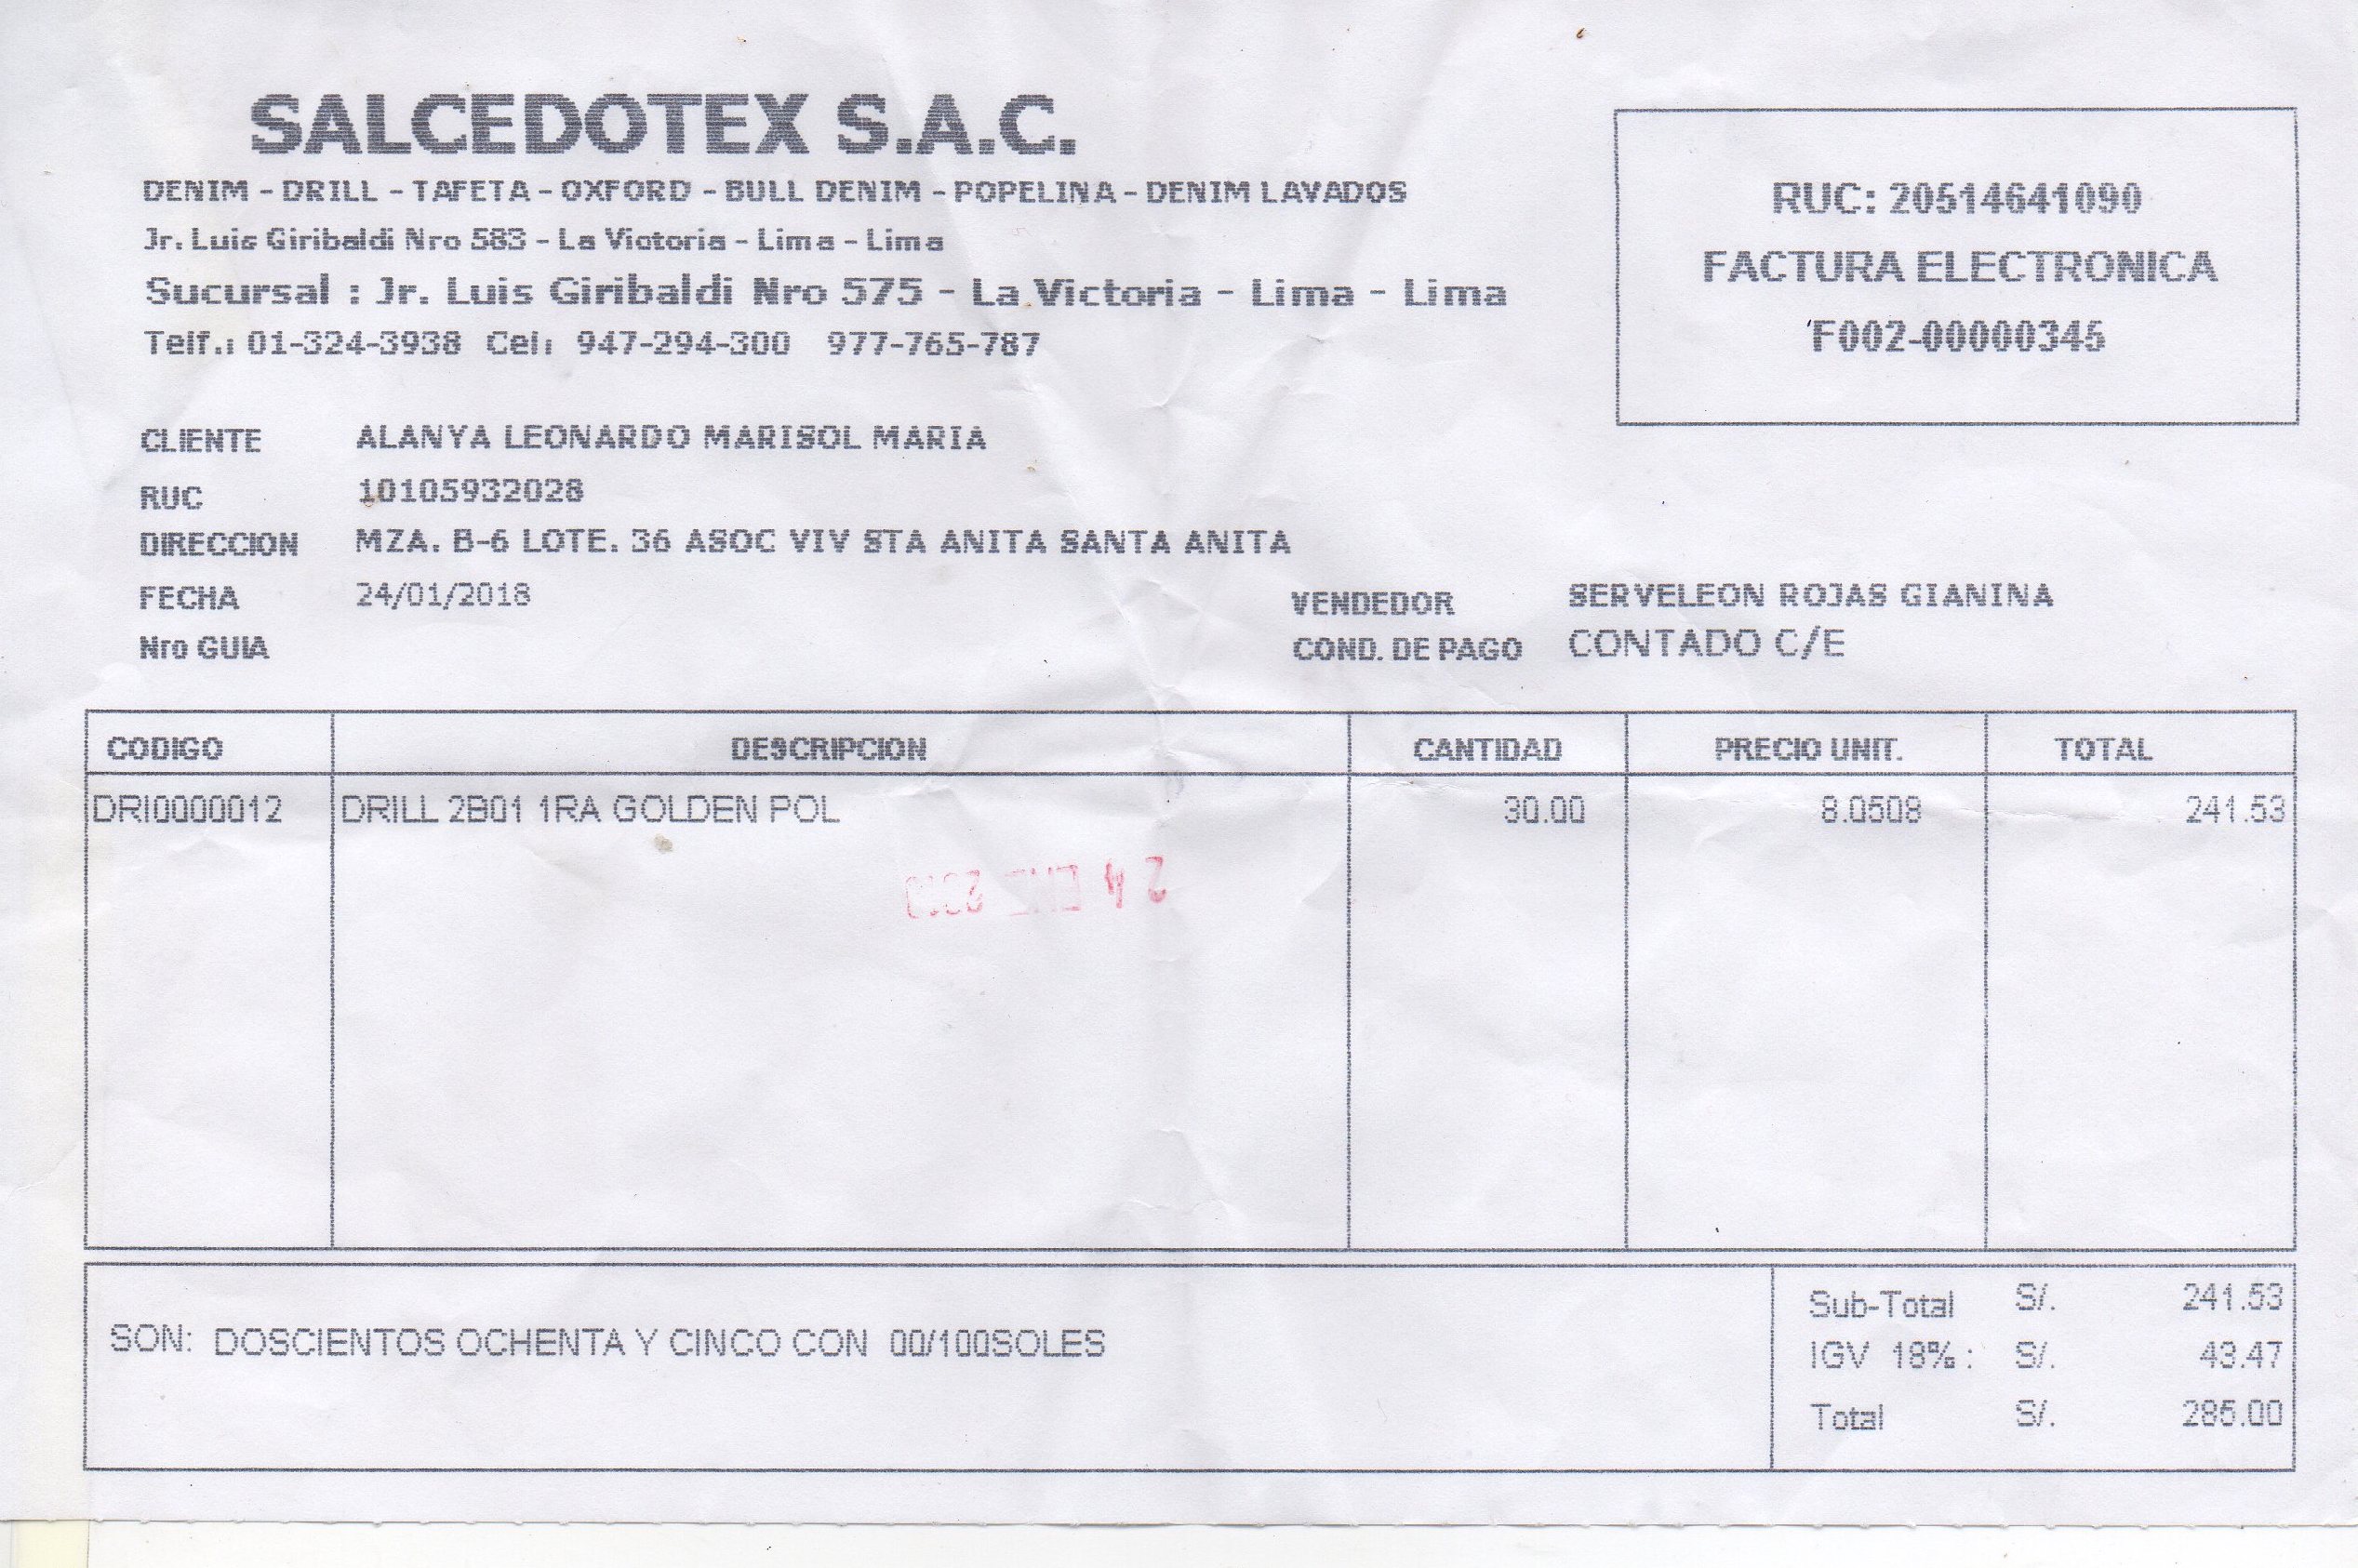 SALCEDOTEX S.A.C.
DENIM - DRILL - TAFETA - OXFORD - BULL DENIM - POPELINA - DENIM LAVADOS
Jr. Luis Giribaldi Nro 583 - La Victoria - Lima - Lima
Sucursal : Jr. Luis Giribaldi Nro 575 - La Victoria - Lima - Lima
Telf.: 01-324-3938 Cel: 947-294-300 977-765-787
RUC: 20514641090
FACTURA ELECTRONICA
F002-00000345
CLIENTE ALANYA LEONARDO MARISOL MARIA
RUC 10105932028
DIRECCION MZA. B-6 LOTE. 36 ASOC VIV STA ANITA SANTA ANITA
FECHA 24/01/2018
VENDEDOR SERVELEON ROJAS GIANINA
Nro GUIA
COND. DE PAGO CONTADO C/E
CODIGO DESCRIPCION CANTIDAD PRECIO UNIT. TOTAL
DRI0000012 DRILL 2B01 1RA GOLDEN POL 30.00 8.0508 241.53
24
SON: DOSCIENTOS OCHENTA Y CINCO CON 00/100SOLES
Sub-Total S/. 241.53
IGV 18% : S/. 43.47
Total S/. 285.00